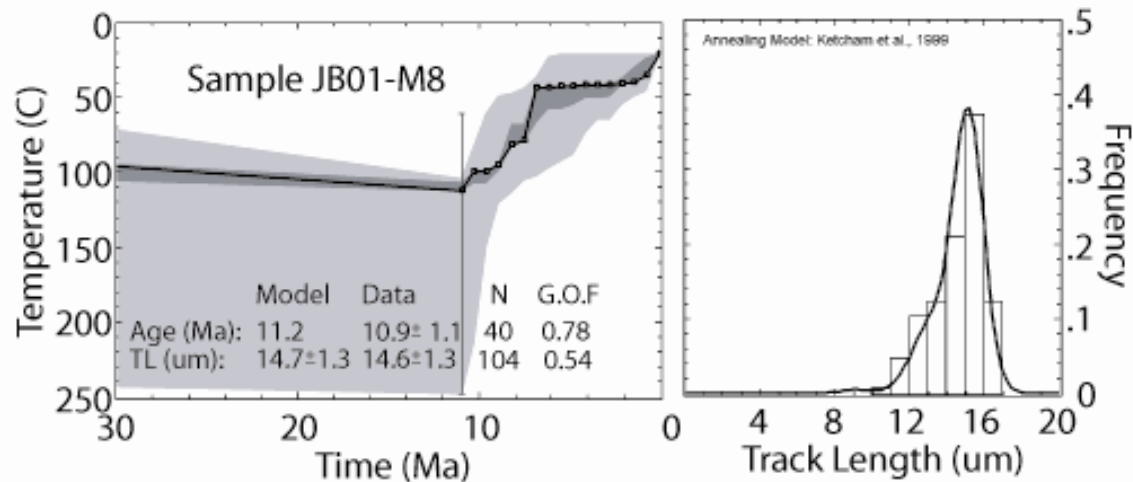 Sample JB01-M8
Temperature (C)
0
50
100
150
200
250
Model Data N G.O.F
Age (Ma): 11.2 10.9± 1.1 40 0.78
TL (um): 14.7±1.3 14.6±1.3 104 0.54
30 20 10 0
Time (Ma)
Annealing Model: Ketcham et al., 1999
.5
.4
.3
.2
.1
0
Frequency
4 8 12 16 20
Track Length (um)